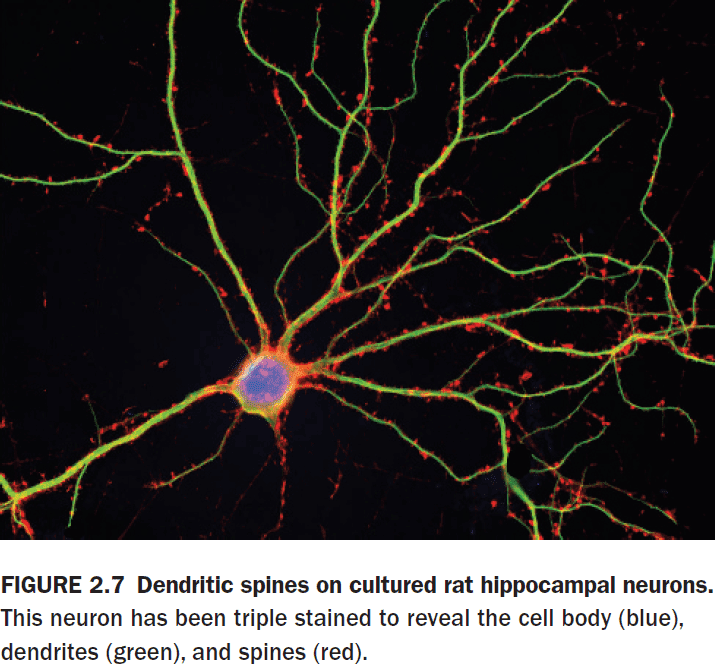 FIGURE 2.7 Dendritic spines on cultured rat hippocampal neurons.
This neuron has been triple stained to reveal the cell body (blue),
dendrites (green), and spines (red).